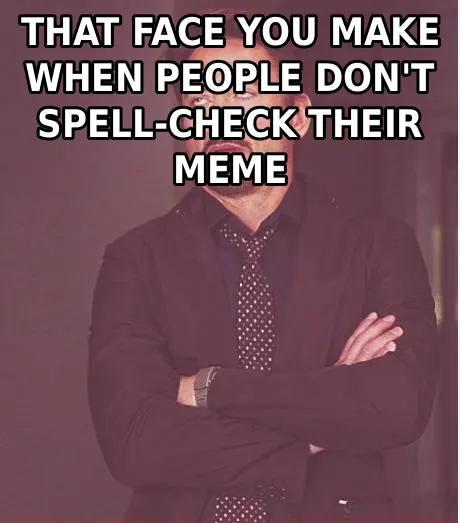 THAT FACE YOU MAKE
WHEN PEOPLE DON'T
SPELL-CHECK THEIR
MEME